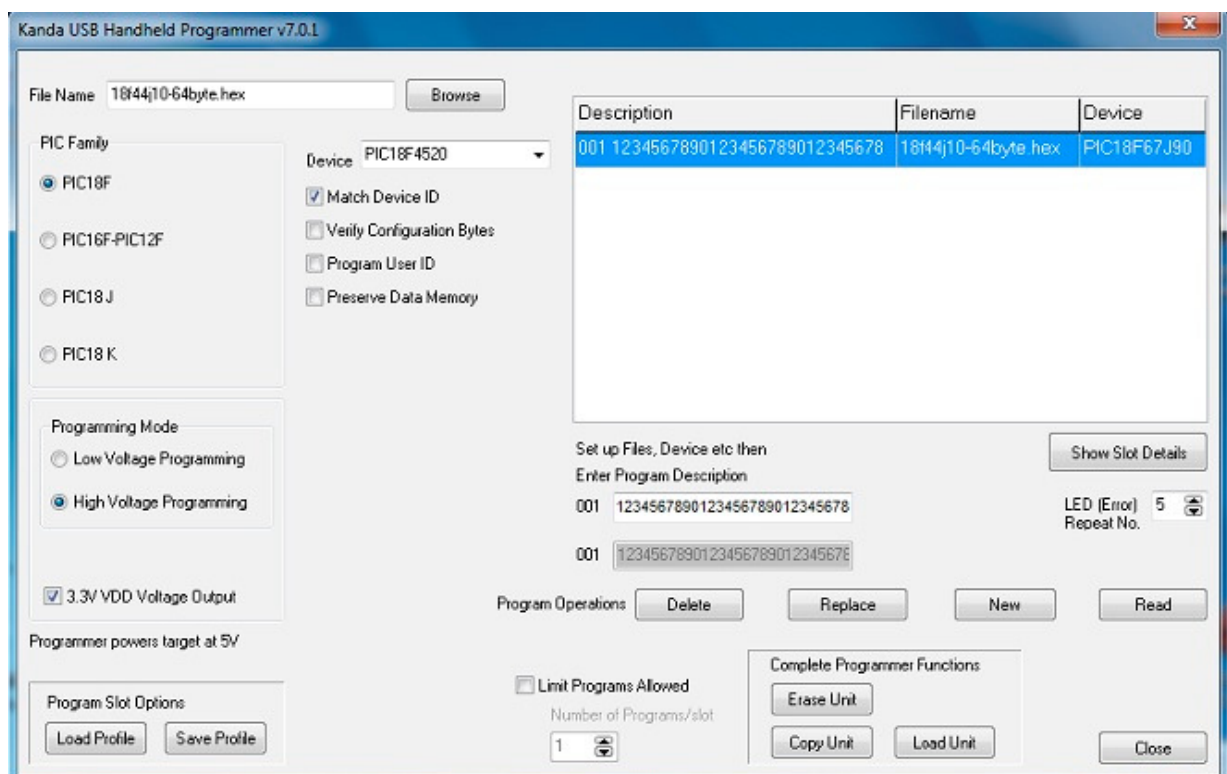 Kanda USB Handheld Programmer v7.0.1
File Name 18f44j10-64byte.hex Browse
PIC Family
PIC18F
PIC16F-PIC12F
PIC18 J
PIC18 K
Device PIC18F4520
Match Device ID
Verify Configuration Bytes
Program User ID
Preserve Data Memory
Description Filename Device
001 1234567890123456789012345678 18f44j10-64byte.hex PIC18F67J90
Programming Mode
Low Voltage Programming
High Voltage Programming
3.3V VDD Voltage Output
Programmer powers target at 5V
Program Slot Options
Load Profile Save Profile
Set up Files, Device etc then
Enter Program Description
001 1234567890123456789012345678
001 1234567890123456789012345678
Show Slot Details
LED (Error) 5
Repeat No.
Program Operations Delete Replace New Read
Limit Programs Allowed
Number of Programs/slot
1
Complete Programmer Functions
Erase Unit
Copy Unit Load Unit
Close